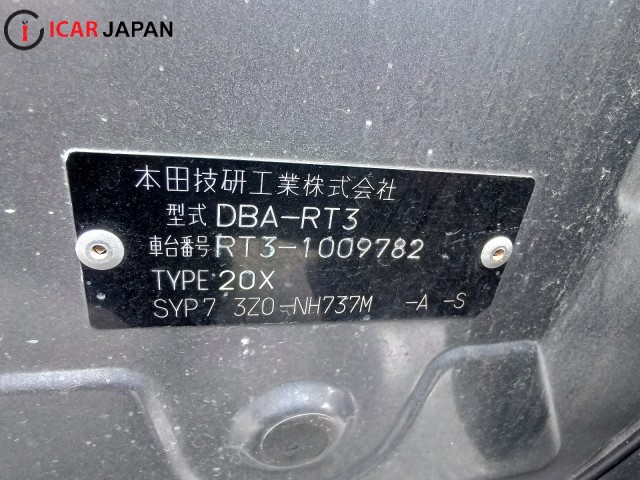 ICAR JAPAN
本田技研工業株式会社
型式 DBA-RT3
車台番号 RT3-1009782
TYPE 20X
SYP7 3Z0-NH737M -A -S